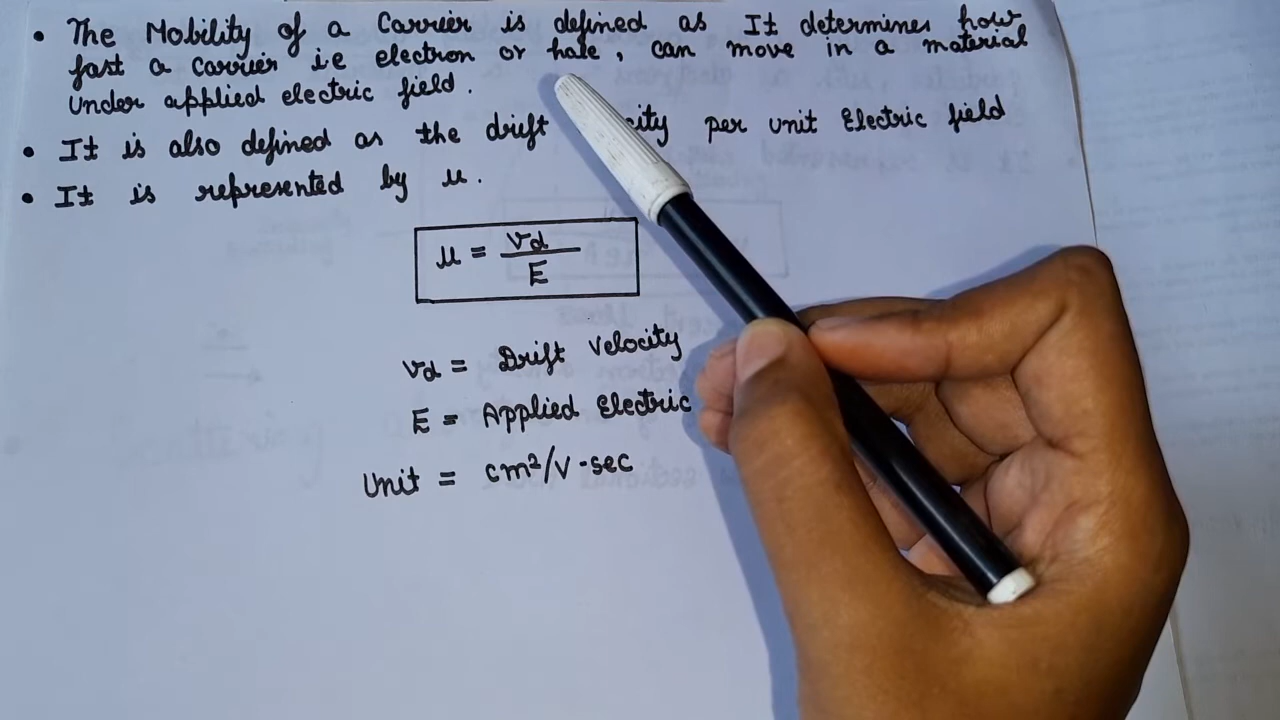 • The Mobility of a Carrier is defined as It determines how
fast a carrier i.e electron or hole, can move in a material
under applied electric field.
• It is also defined as the drift city per unit Electric field
• It is represented by μ.
μ = vd/E
vd = Drift Velocity
E = Applied Electric
Unit = cm²/V-sec